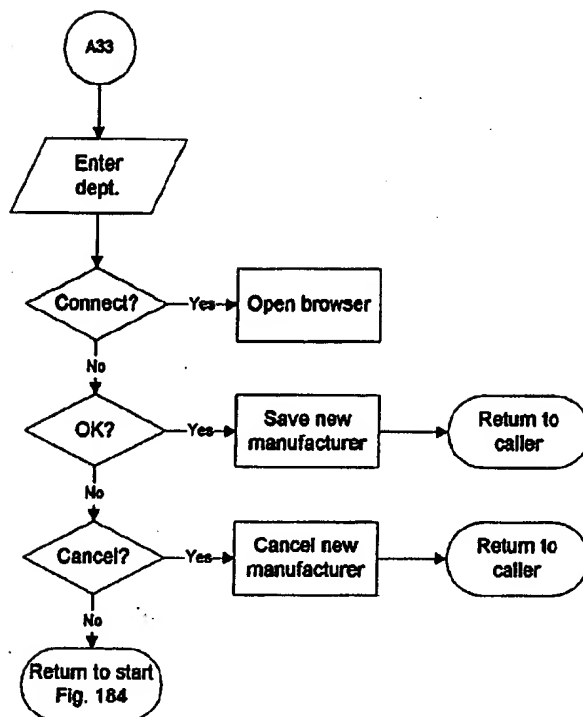 A33
Enter
dept.
Connect?
Yes
Open browser
No
OK?
Yes
Save new
manufacturer
Return to
caller
No
Cancel?
Yes
Cancel new
manufacturer
Return to
caller
No
Return to start
Fig. 184